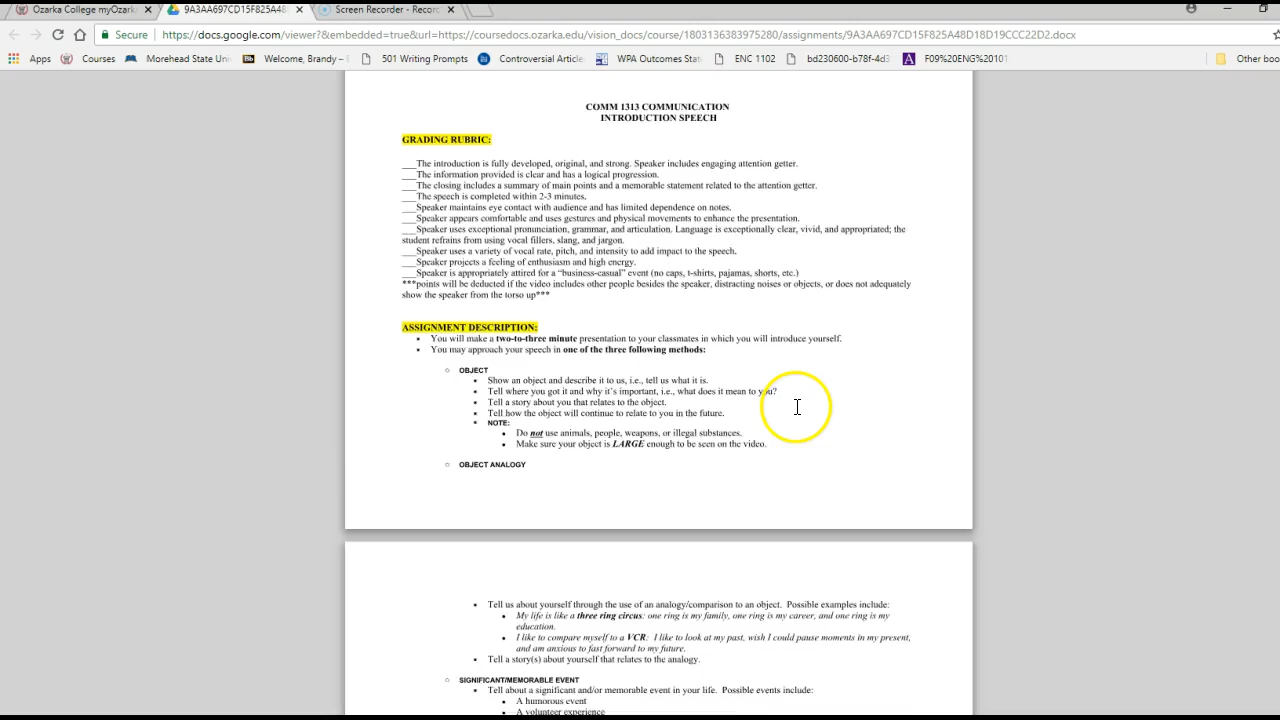 Ozarka College myOzark
9A3AA697CD15F825A48
Screen Recorder - Recor
Secure
https://docs.google.com/viewer?&embedded=true&url=https://coursedocs.ozarka.edu/vision_docs/course/1803136383975280/assignments/9A3AA697CD15F825A48D18D19CCC22D2.docx
Apps Courses Morehead State Uni Welcome, Brandy – E 501 Writing Prompts Controversial Article WPA Outcomes State ENC 1102 bd230600-b78f-4d3 F09%20ENG%20101 Other boo
COMM 1313 COMMUNICATION
INTRODUCTION SPEECH
GRADING RUBRIC:
___The introduction is fully developed, original, and strong. Speaker includes engaging attention getter.
___The information provided is clear and has a logical progression.
___The closing includes a summary of main points and a memorable statement related to the attention getter.
___The speech is completed within 2-3 minutes.
___Speaker maintains eye contact with audience and has limited dependence on notes.
___Speaker appears comfortable and uses gestures and physical movements to enhance the presentation.
___Speaker uses exceptional pronunciation, grammar, and articulation. Language is exceptionally clear, vivid, and appropriated; the
student refrains from using vocal fillers, slang, and jargon.
___Speaker uses a variety of vocal rate, pitch, and intensity to add impact to the speech.
___Speaker projects a feeling of enthusiasm and high energy.
___Speaker is appropriately attired for a “business-casual” event (no caps, t-shirts, pajamas, shorts, etc.)
***points will be deducted if the video includes other people besides the speaker, distracting noises or objects, or does not adequately
show the speaker from the torso up***
ASSIGNMENT DESCRIPTION:
• You will make a two-to-three minute presentation to your classmates in which you will introduce yourself.
• You may approach your speech in one of the three following methods:
○ OBJECT
▪ Show an object and describe it to us, i.e., tell us what it is.
▪ Tell where you got it and why it’s important, i.e., what does it mean to you?
▪ Tell a story about you that relates to the object.
▪ Tell how the object will continue to relate to you in the future.
▪ NOTE:
• Do not use animals, people, weapons, or illegal substances.
• Make sure your object is LARGE enough to be seen on the video.
○ OBJECT ANALOGY
▪ Tell us about yourself through the use of an analogy/comparison to an object. Possible examples include:
• My life is like a three ring circus: one ring is my family, one ring is my career, and one ring is my
education.
• I like to compare myself to a VCR: I like to look at my past, wish I could pause moments in my present,
and am anxious to fast forward to my future.
▪ Tell a story(s) about yourself that relates to the analogy.
○ SIGNIFICANT/MEMORABLE EVENT
▪ Tell about a significant and/or memorable event in your life. Possible events include:
• A humorous event
• A volunteer experience